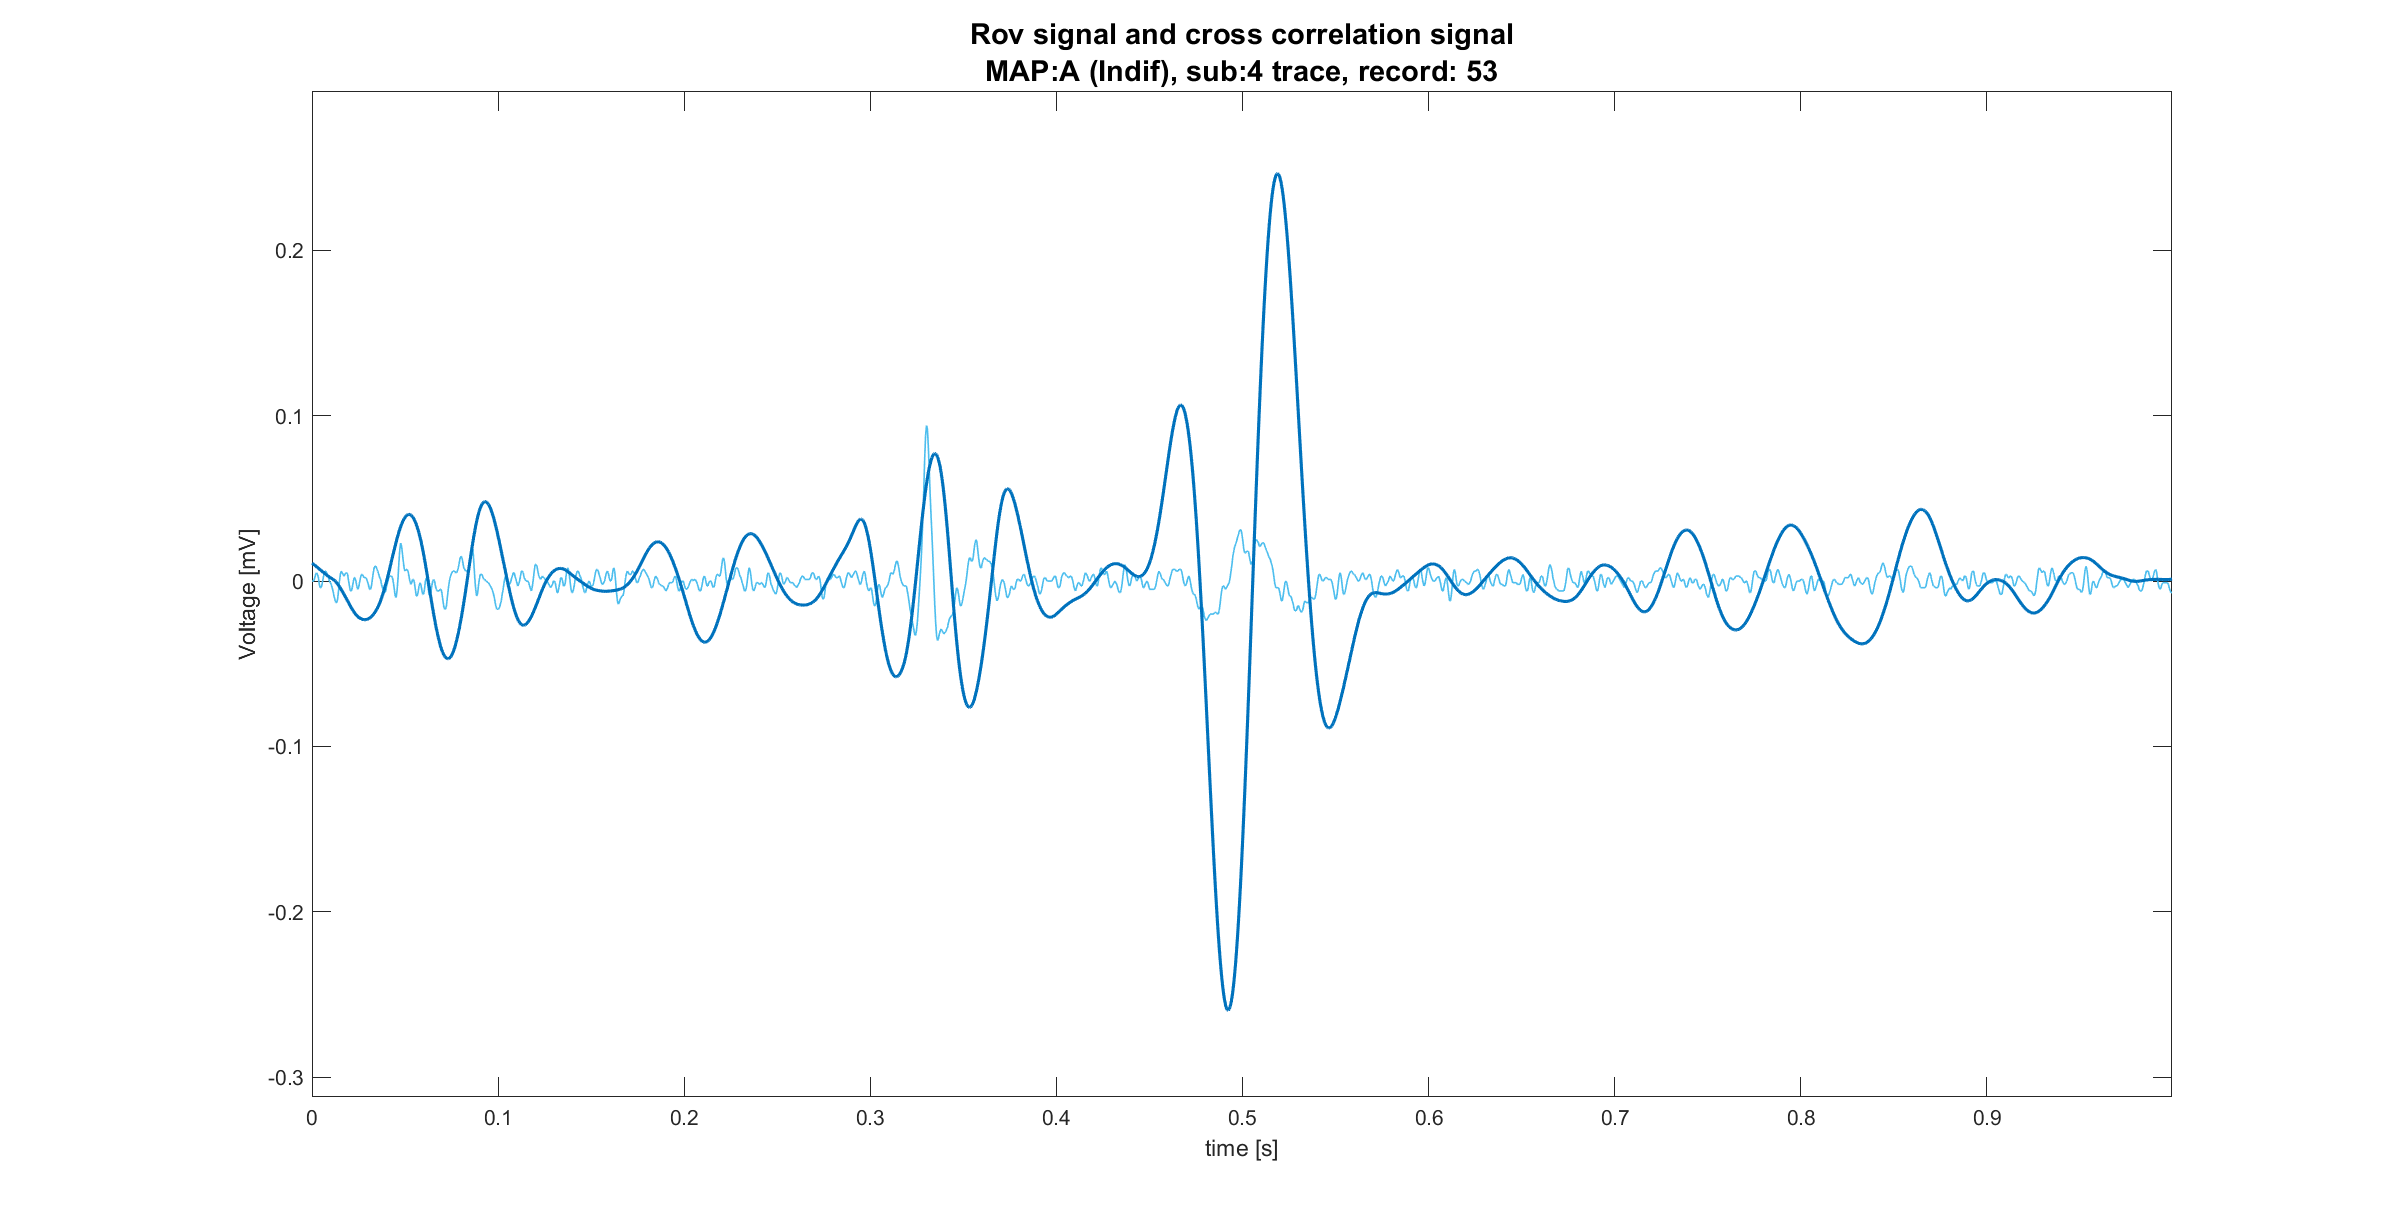 Rov signal and cross correlation signal
MAP:A (Indif), sub:4 trace, record: 53
Voltage [mV]
0.2
0.1
0
-0.1
-0.2
-0.3
0 0.1 0.2 0.3 0.4 0.5 0.6 0.7 0.8 0.9
time [s]